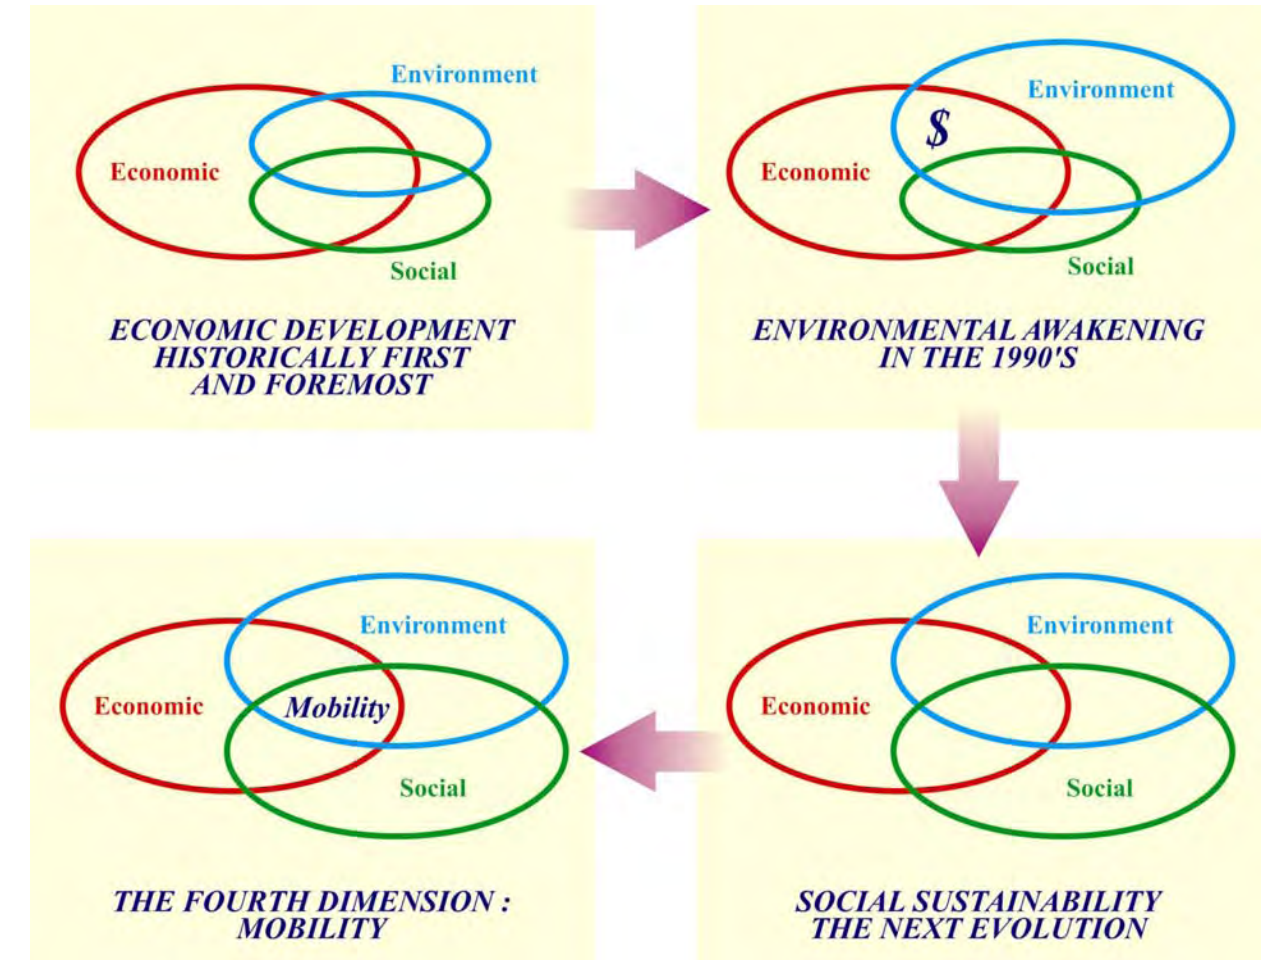 Environment
Economic
Social
ECONOMIC DEVELOPMENT
HISTORICALLY FIRST
AND FOREMOST
Environment
$
Economic
Social
ENVIRONMENTAL AWAKENING
IN THE 1990'S
Environment
Economic
Social
SOCIAL SUSTAINABILITY
THE NEXT EVOLUTION
Environment
Economic
Mobility
Social
THE FOURTH DIMENSION :
MOBILITY